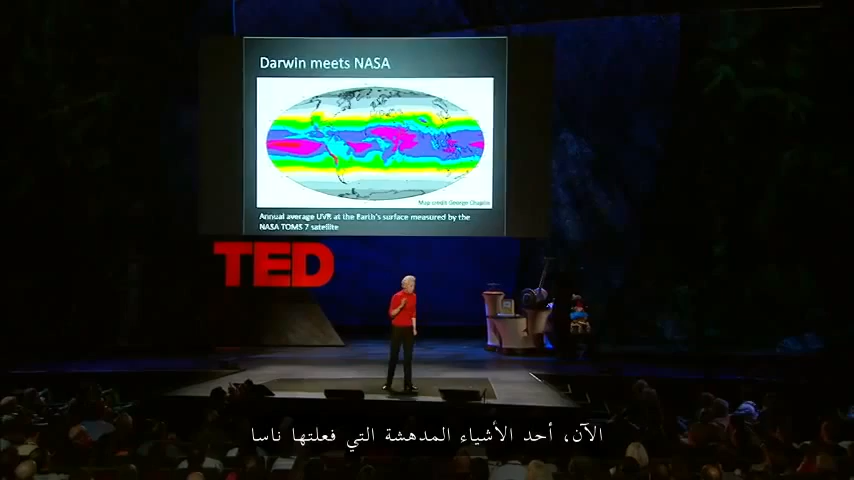 Darwin meets NASA
Map credit: George Chaplin
Annual average UVR at the Earth's surface measured by the
NASA TOMS 7 satellite
TED
الآن، أحد الأشياء المدهشة التي فعلتها ناسا